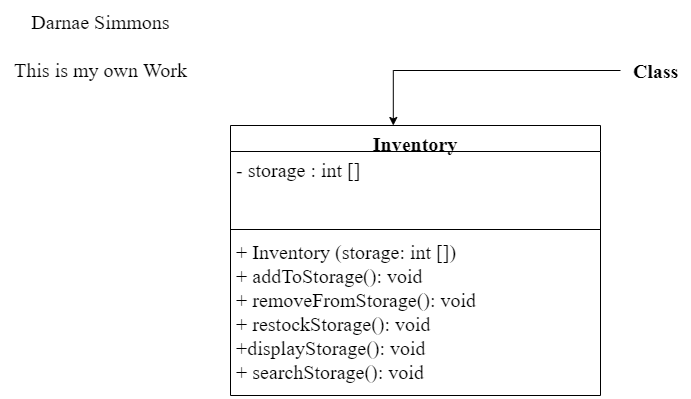 Darnae Simmons
This is my own Work
Class
Inventory
- storage : int []
+ Inventory (storage: int [])
+ addToStorage(): void
+ removeFromStorage(): void
+ restockStorage(): void
+displayStorage(): void
+ searchStorage(): void